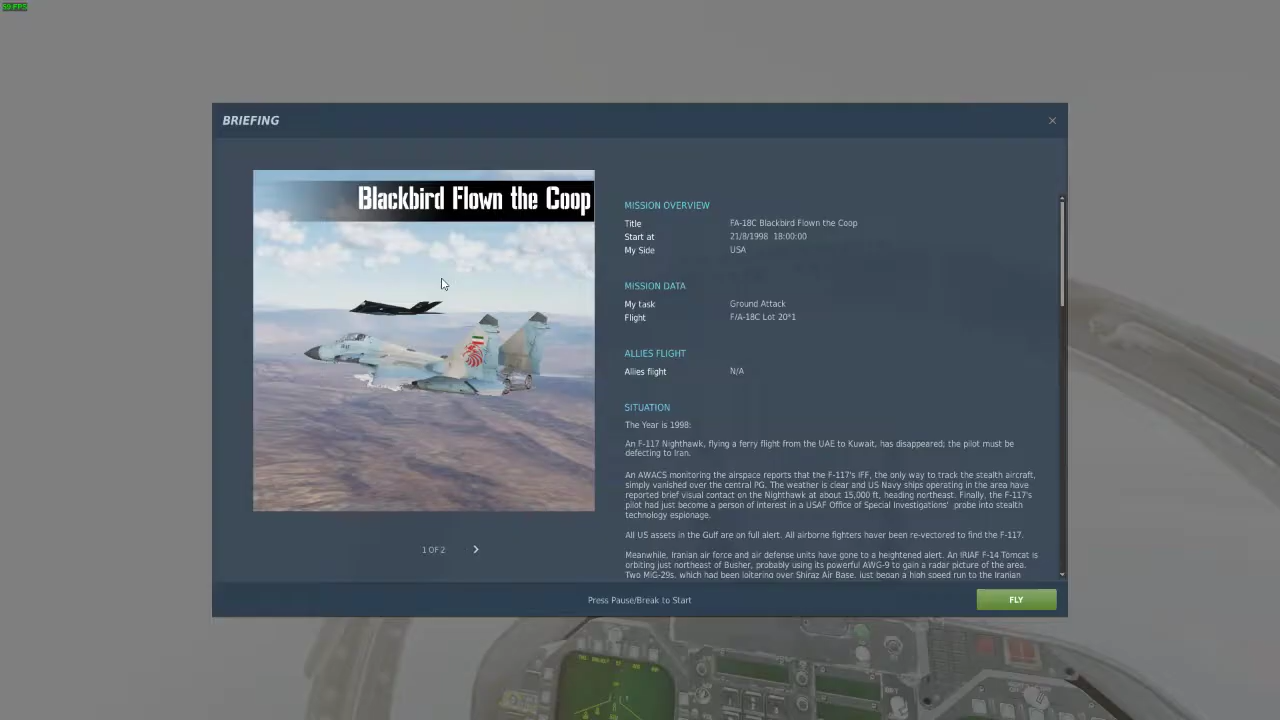 59 FPS
BRIEFING
Blackbird Flown the Coop
MISSION OVERVIEW
Title FA-18C Blackbird Flown the Coop
Start at 21/8/1998 18:00:00
My Side USA
MISSION DATA
My task Ground Attack
Flight F/A-18C Lot 20*1
ALLIES FLIGHT
Allies flight N/A
SITUATION
The Year is 1998:
An F-117 Nighthawk, flying a ferry flight from the UAE to Kuwait, has disappeared; the pilot must be
defecting to Iran.
An AWACS monitoring the airspace reports that the F-117's IFF, the only way to track the stealth aircraft,
simply vanished over the central PG. The weather is clear and US Navy ships operating in the area have
reported brief visual contact on the Nighthawk at about 15,000 ft, heading northeast. Finally, the F-117's
pilot had just become a person of interest in a USAF Office of Special Investigations' probe into stealth
technology espionage.
All US assets in the Gulf are on full alert. All airborne fighters haver been re-vectored to find the F-117.
Meanwhile, Iranian air force and air defense units have gone to a heightened alert. An IRIAF F-14 Tomcat is
orbiting just northeast of Busher, probably using its powerful AWG-9 to gain a radar picture of the area.
Two MiG-29s, which had been loitering over Shiraz Air Base, just began a high speed run to the Iranian
1 OF 2
Press Pause/Break to Start
FLY